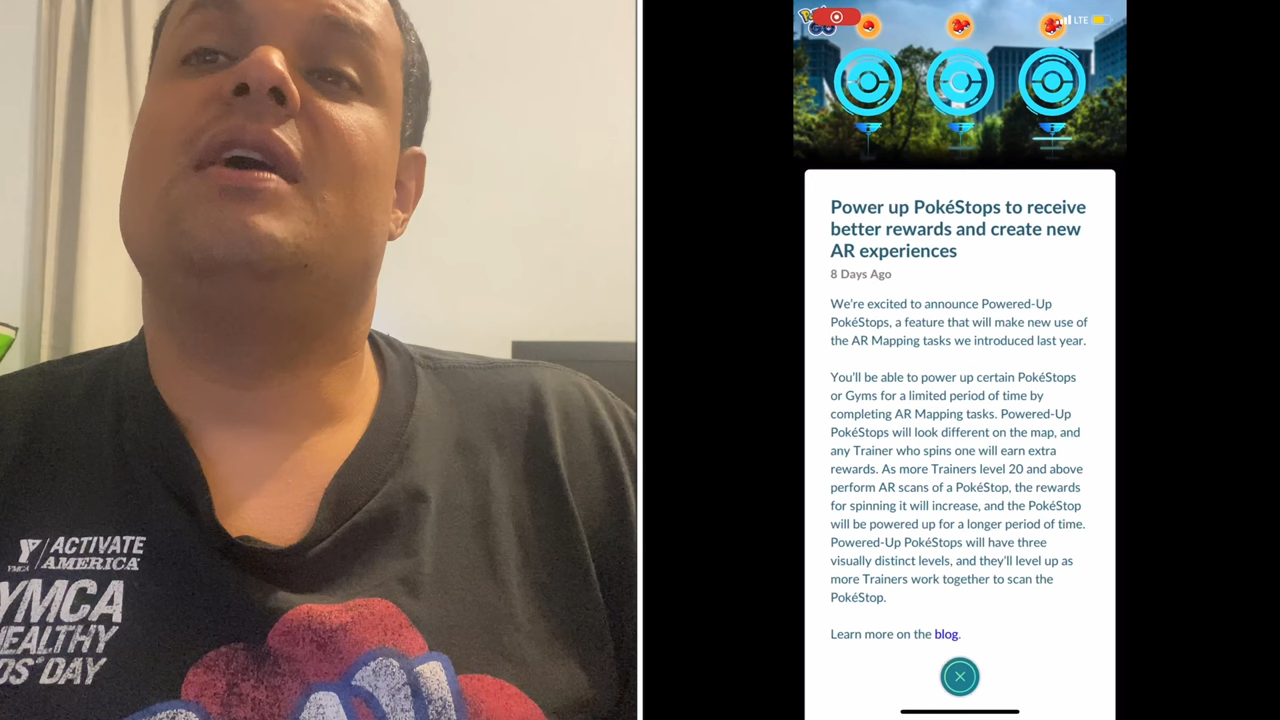 ACTIVATE
AMERICA
YMCA
YMCA
HEALTHY
DAY
GO
LTE
Power up PokéStops to receive
better rewards and create new
AR experiences
8 Days Ago
We're excited to announce Powered-Up
PokéStops, a feature that will make new use of
the AR Mapping tasks we introduced last year.
You'll be able to power up certain PokéStops
or Gyms for a limited period of time by
completing AR Mapping tasks. Powered-Up
PokéStops will look different on the map, and
any Trainer who spins one will earn extra
rewards. As more Trainers level 20 and above
perform AR scans of a PokéStop, the rewards
for spinning it will increase, and the PokéStop
will be powered up for a longer period of time.
Powered-Up PokéStops will have three
visually distinct levels, and they'll level up as
more Trainers work together to scan the
PokéStop.
Learn more on the blog.